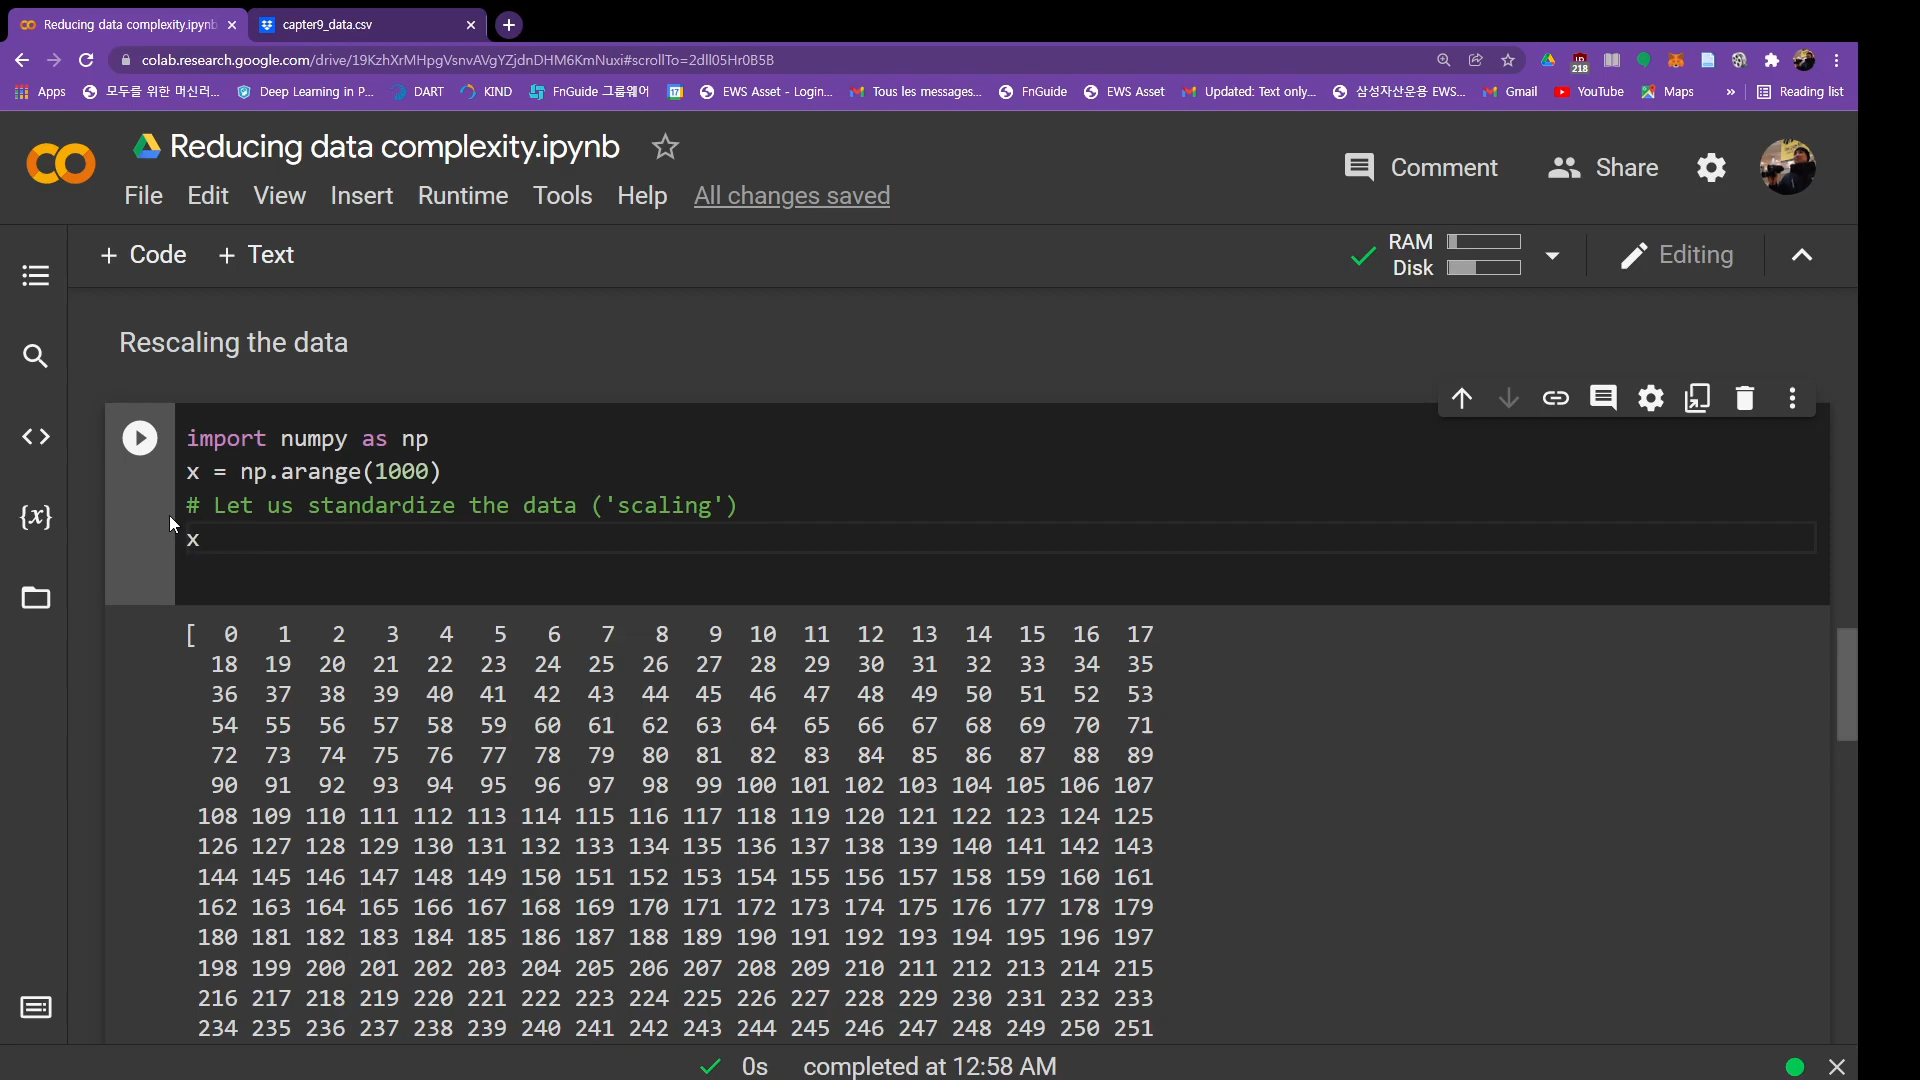 Reducing data complexity.ipynb
capter9_data.csv
colab.research.google.com/drive/19KzhXrMHpgVsnvAVgYZjdnDHM6KmNuxi#scrollTo=2dll05Hr0B5B
218
Apps 모두를 위한 머신러... Deep Learning in P... DART KIND FnGuide 그룹웨어 17 EWS Asset - Login... Tous les messages... FnGuide EWS Asset Updated: Text only... 삼성자산운용 EWS... Gmail YouTube Maps » Reading list
Reducing data complexity.ipynb
Comment Share
File Edit View Insert Runtime Tools Help All changes saved
+ Code + Text
RAM
Disk
Editing
Rescaling the data
import numpy as np
x = np.arange(1000)
# Let us standardize the data ('scaling')
x
[ 0 1 2 3 4 5 6 7 8 9 10 11 12 13 14 15 16 17
18 19 20 21 22 23 24 25 26 27 28 29 30 31 32 33 34 35
36 37 38 39 40 41 42 43 44 45 46 47 48 49 50 51 52 53
54 55 56 57 58 59 60 61 62 63 64 65 66 67 68 69 70 71
72 73 74 75 76 77 78 79 80 81 82 83 84 85 86 87 88 89
90 91 92 93 94 95 96 97 98 99 100 101 102 103 104 105 106 107
108 109 110 111 112 113 114 115 116 117 118 119 120 121 122 123 124 125
126 127 128 129 130 131 132 133 134 135 136 137 138 139 140 141 142 143
144 145 146 147 148 149 150 151 152 153 154 155 156 157 158 159 160 161
162 163 164 165 166 167 168 169 170 171 172 173 174 175 176 177 178 179
180 181 182 183 184 185 186 187 188 189 190 191 192 193 194 195 196 197
198 199 200 201 202 203 204 205 206 207 208 209 210 211 212 213 214 215
216 217 218 219 220 221 222 223 224 225 226 227 228 229 230 231 232 233
234 235 236 237 238 239 240 241 242 243 244 245 246 247 248 249 250 251
0s completed at 12:58 AM